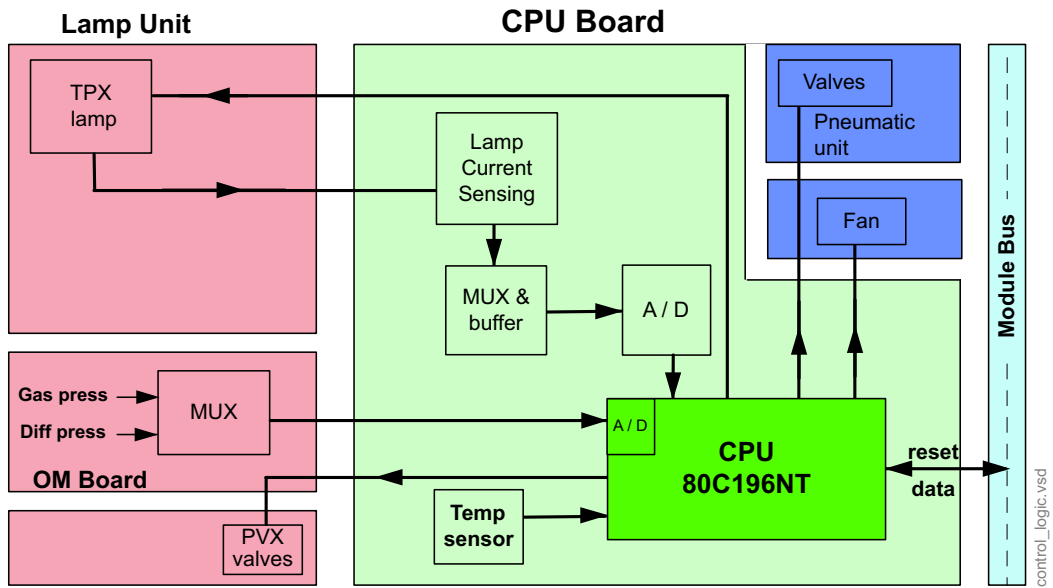 Lamp Unit
CPU Board
TPX
lamp
Lamp
Current
Sensing
MUX &
buffer
A / D
Valves
Pneumatic
unit
Fan
Module Bus
Gas press
Diff press
MUX
OM Board
A / D
CPU
80C196NT
reset
data
Temp
sensor
PVX
valves
control_logic.vsd